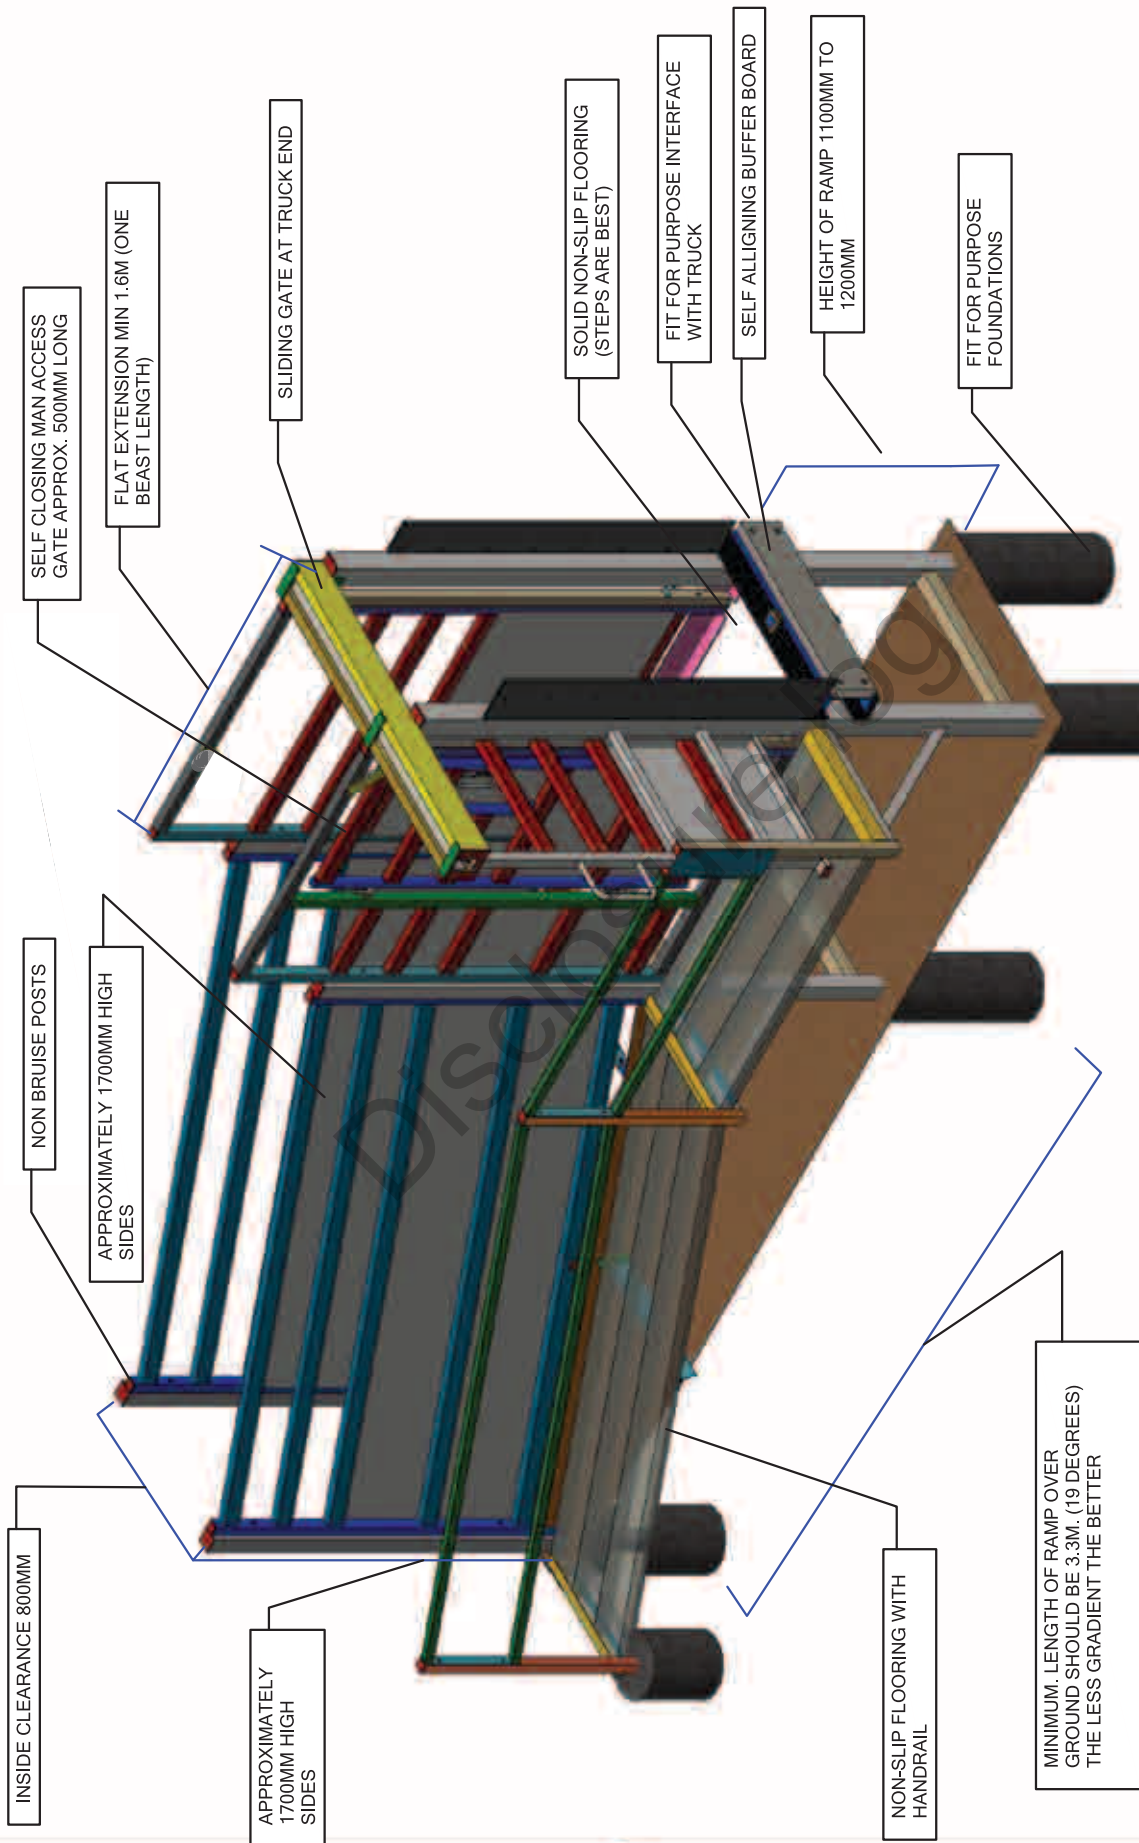 INSIDE CLEARANCE 800MM
NON BRUISE POSTS
SELF CLOSING MAN ACCESS
GATE APPROX. 500MM LONG
APPROXIMATELY 1700MM HIGH
SIDES
FLAT EXTENSION MIN 1.6M (ONE
BEAST LENGTH)
SLIDING GATE AT TRUCK END
APPROXIMATELY
1700MM HIGH
SIDES
SOLID NON-SLIP FLOORING
(STEPS ARE BEST)
FIT FOR PURPOSE INTERFACE
WITH TRUCK
SELF ALLIGNING BUFFER BOARD
HEIGHT OF RAMP 1100MM TO
1200MM
FIT FOR PURPOSE
FOUNDATIONS
NON-SLIP FLOORING WITH
HANDRAIL
MINIMUM. LENGTH OF RAMP OVER
GROUND SHOULD BE 3.3M. (19 DEGREES)
THE LESS GRADIENT THE BETTER
Disclosure log